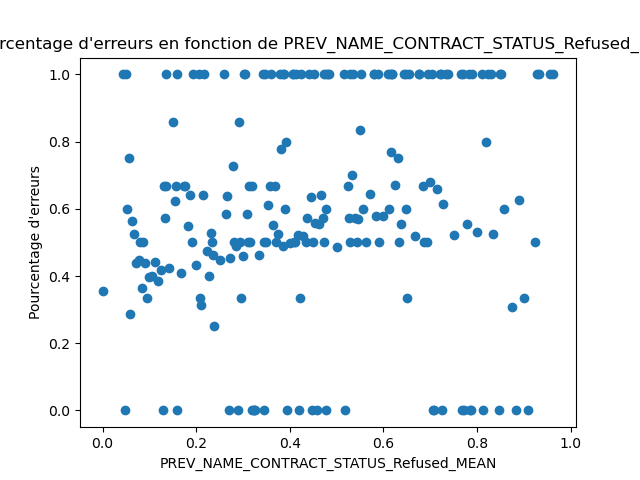 rcentage d'erreurs en fonction de PREV_NAME_CONTRACT_STATUS_Refused_
1.0
0.8
0.6
0.4
0.2
0.0
Pourcentage d'erreurs
0.0 0.2 0.4 0.6 0.8 1.0
PREV_NAME_CONTRACT_STATUS_Refused_MEAN